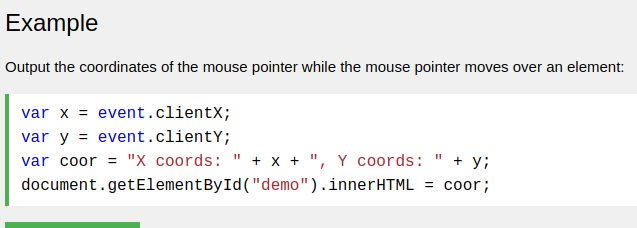 Example
Output the coordinates of the mouse pointer while the mouse pointer moves over an element:
var x = event.clientX;
var y = event.clientY;
var coor = "X coords: " + x + ", Y coords: " + y;
document.getElementById("demo").innerHTML = coor;